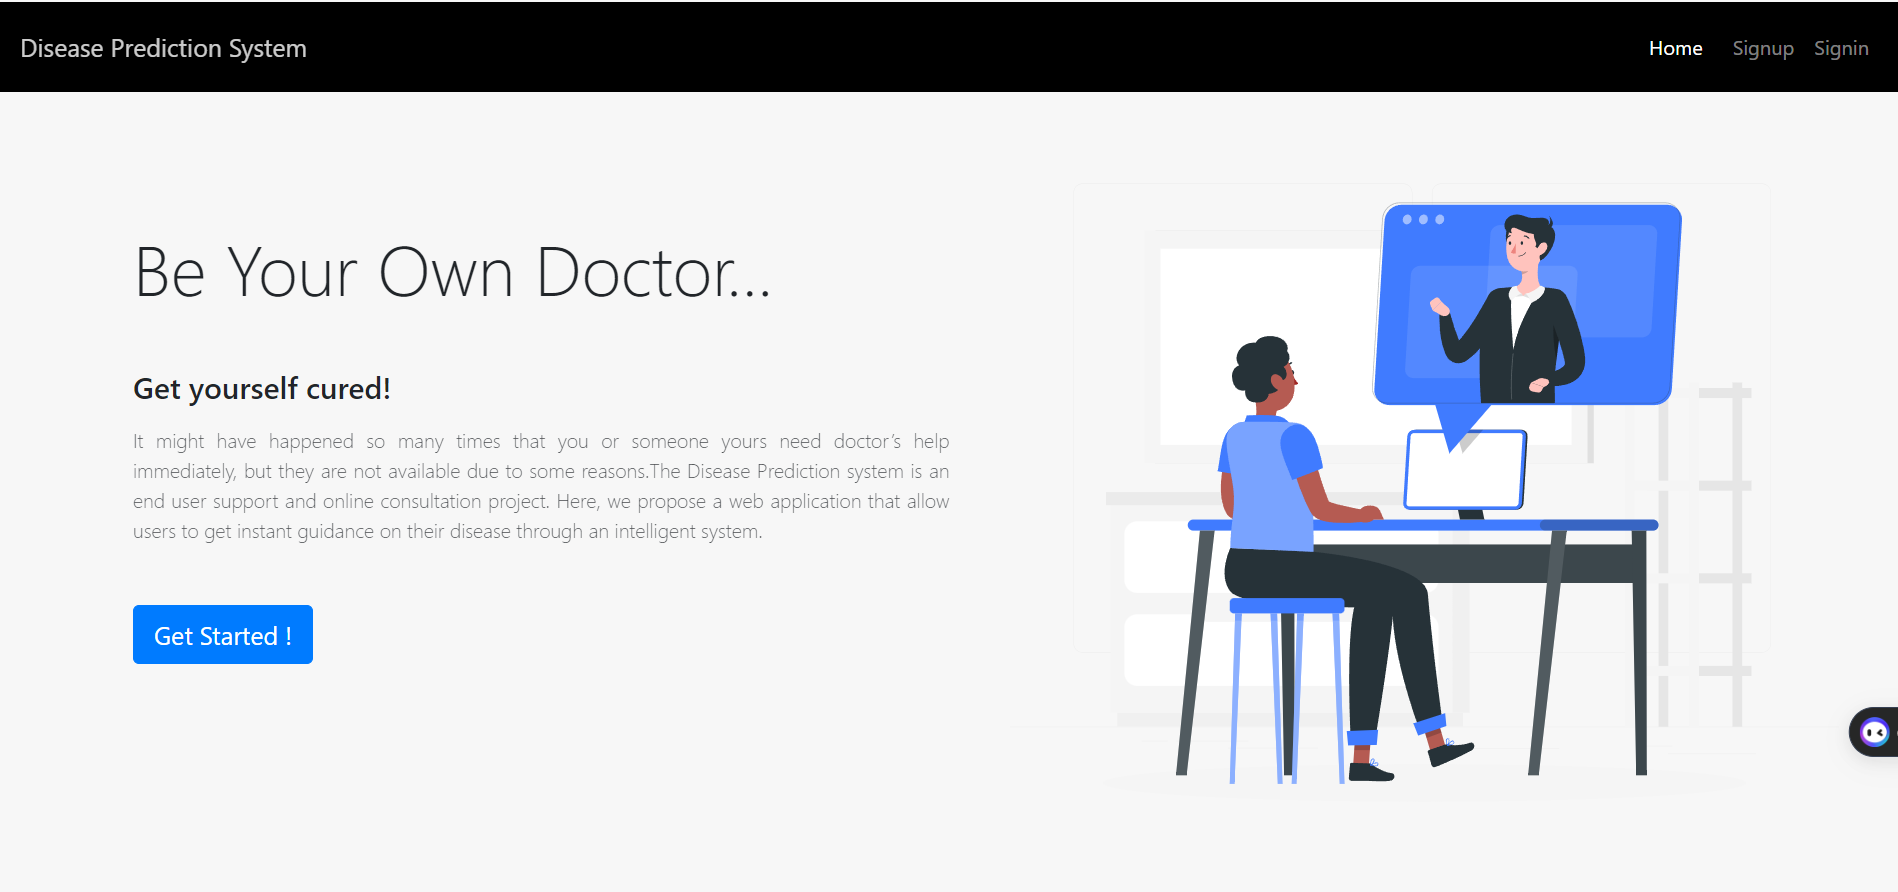 Disease Prediction System
Home Signup Signin
Be Your Own Doctor...
Get yourself cured!
It might have happened so many times that you or someone yours need doctor’s help
immediately, but they are not available due to some reasons.The Disease Prediction system is an
end user support and online consultation project. Here, we propose a web application that allow
users to get instant guidance on their disease through an intelligent system.
Get Started !